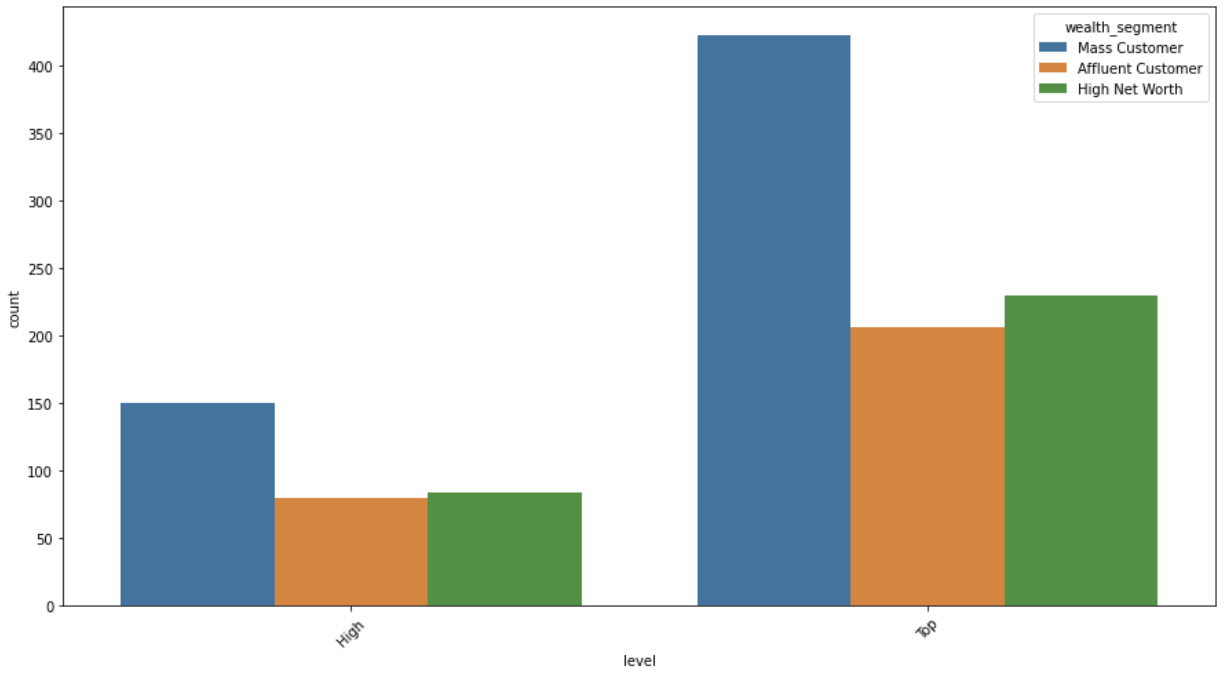 wealth_segment
Mass Customer
Affluent Customer
High Net Worth
400
350
300
250
200
150
100
50
0
count
High
Top
level